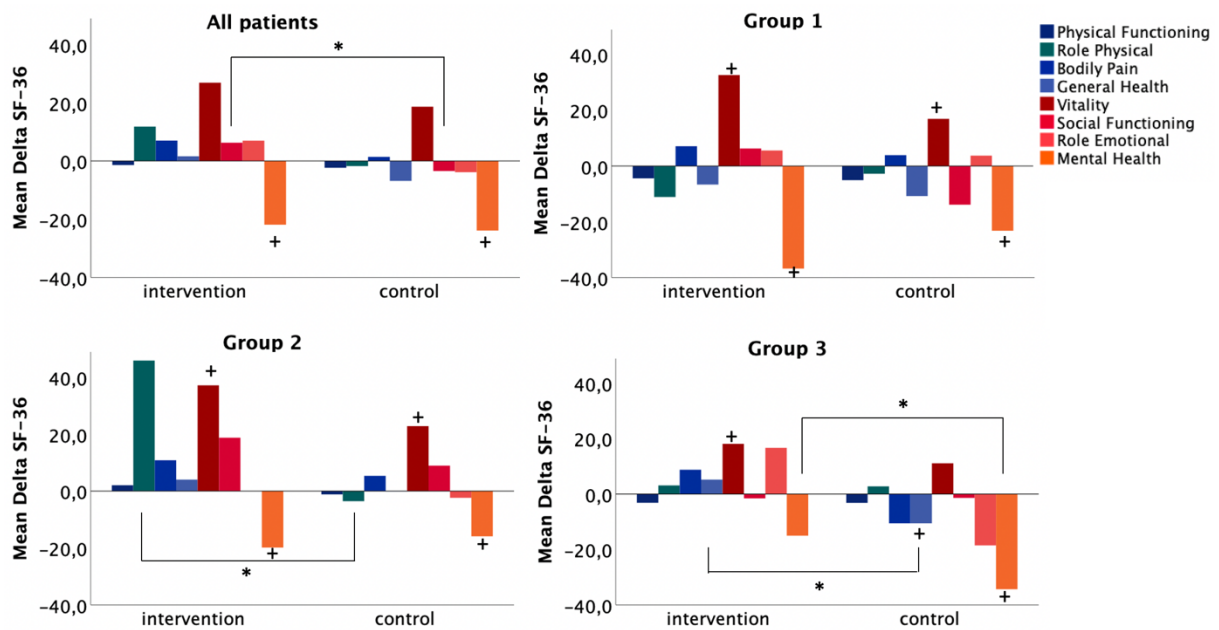 All patients
Mean Delta SF-36
40,0
20,0
0,0
-20,0
-40,0
*
+
+
intervention
control
Group 1
Mean Delta SF-36
40,0
20,0
0,0
-20,0
-40,0
+
+
+
+
intervention
control
Physical Functioning
Role Physical
Bodily Pain
General Health
Vitality
Social Functioning
Role Emotional
Mental Health
Group 2
Mean Delta SF-36
40,0
20,0
0,0
-20,0
-40,0
+
+
+
+
*
intervention
control
Group 3
Mean Delta SF-36
40,0
20,0
0,0
-20,0
-40,0
*
+
+
*
+
intervention
control